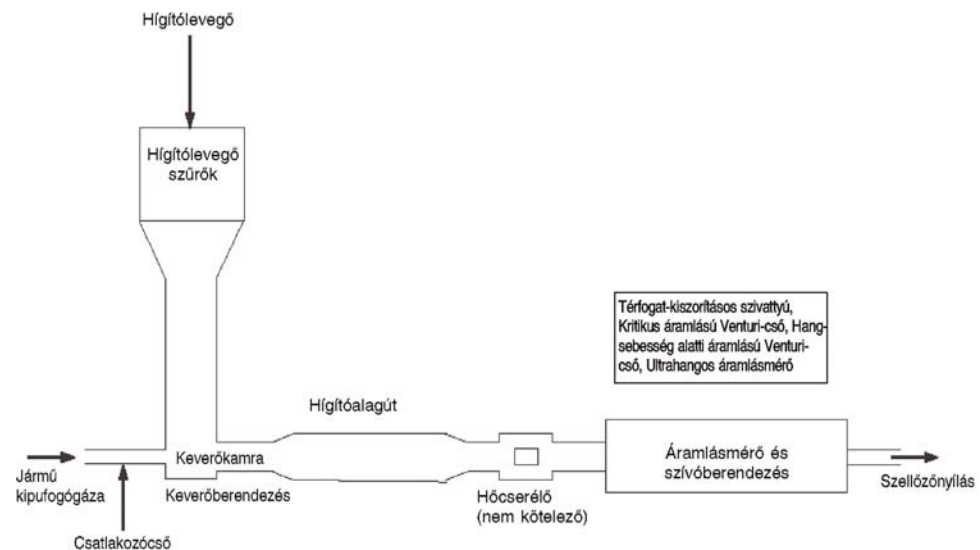 Hígítólevegő
Hígítólevegő
szűrők
Térfogat-kiszorításos szivattyú,
Kritikus áramlású Venturi-cső, Hang-
sebesség alatti áramlású Venturi-
cső, Ultrahangos áramlásmérő
Hígítóalagút
Keverőkamra
Áramlásmérő és
szívóberendezés
Jármű
kipufogógáza
Keverőberendezés
Hőcserélő
(nem kötelező)
Szellőzőnyílás
Csatlakozócső